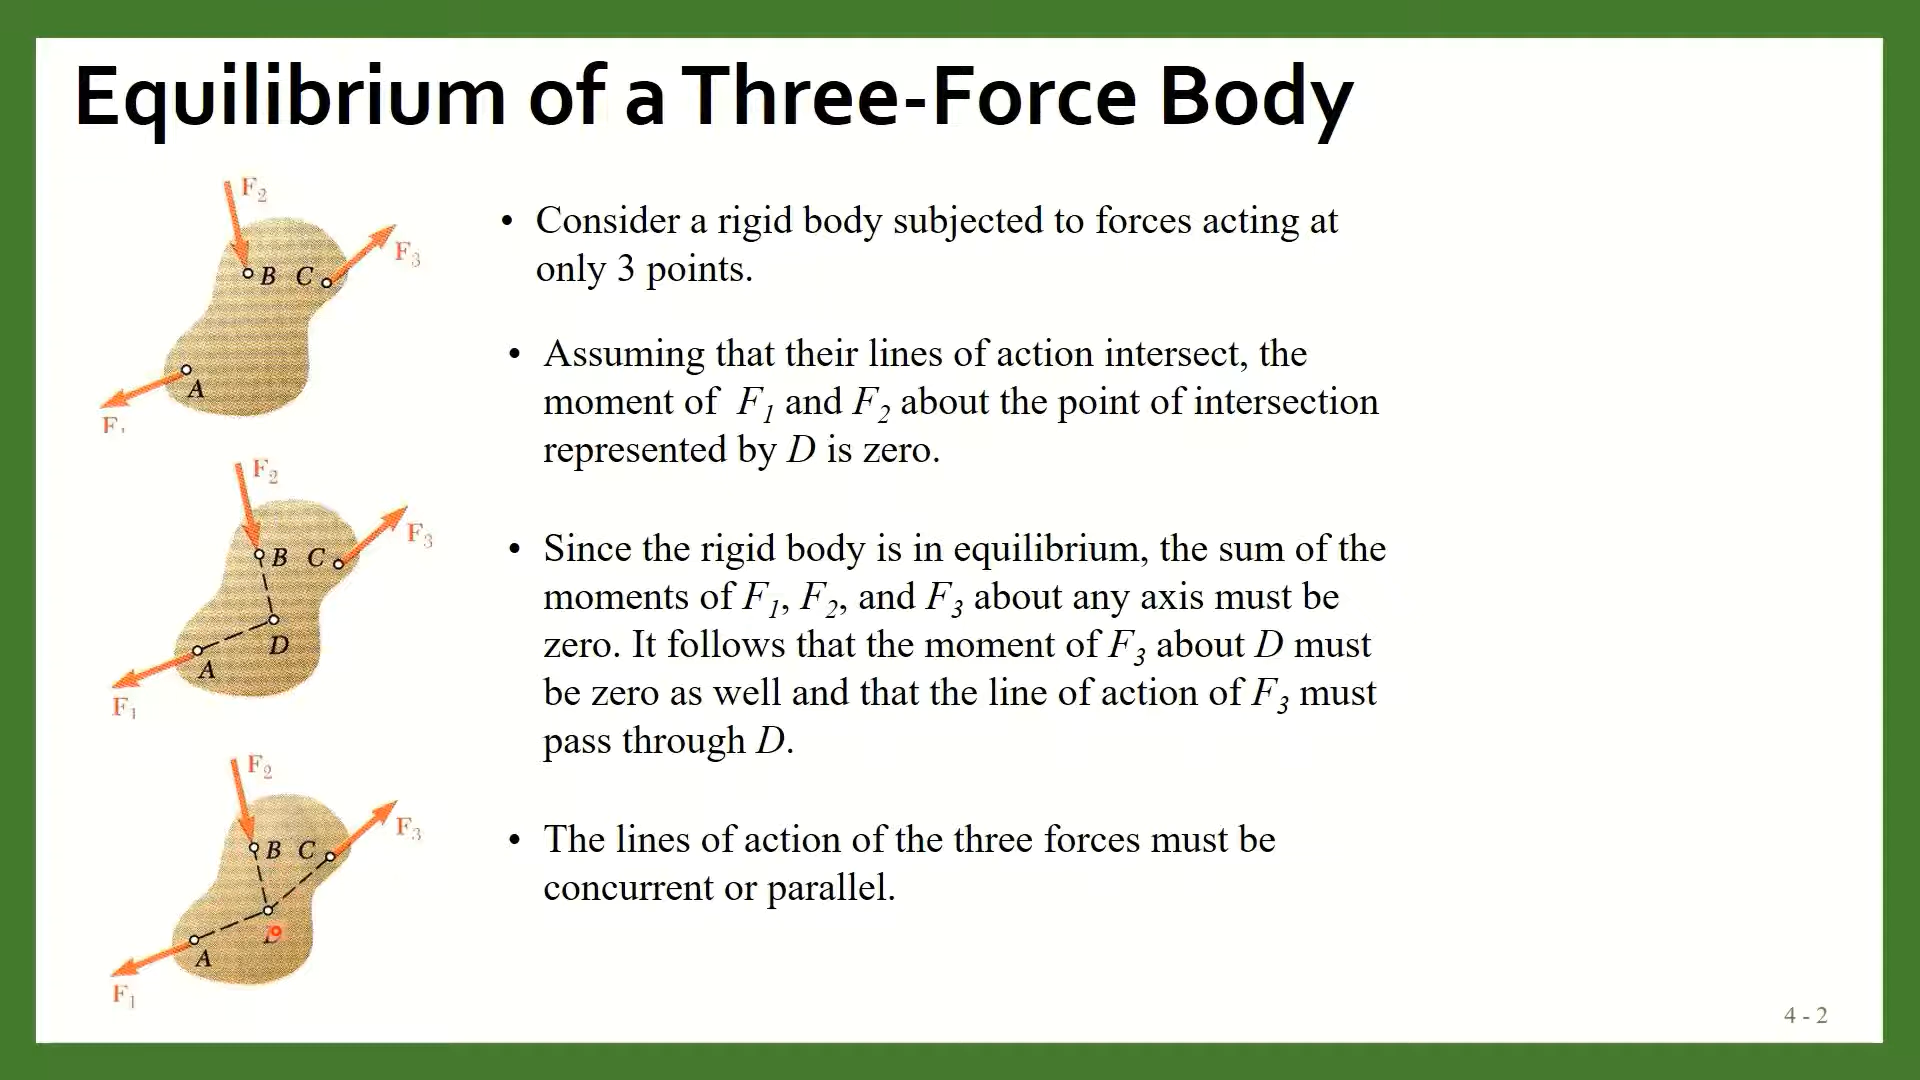 Equilibrium of a Three-Force Body
F2
F3
B C
A
• Consider a rigid body subjected to forces acting at
only 3 points.
• Assuming that their lines of action intersect, the
moment of F1 and F2 about the point of intersection
represented by D is zero.
F2
F3
B C
D
A
F1
• Since the rigid body is in equilibrium, the sum of the
moments of F1, F2, and F3 about any axis must be
zero. It follows that the moment of F3 about D must
be zero as well and that the line of action of F3 must
pass through D.
F2
F3
B C
A
F1
• The lines of action of the three forces must be
concurrent or parallel.
4 - 2